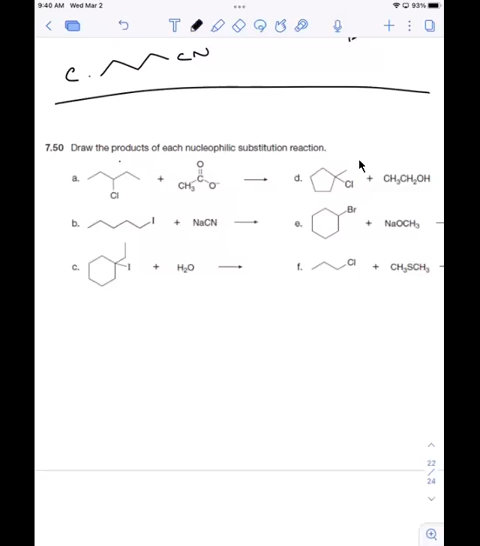 9:40 AM Wed Mar 2
93%
T
C. CN
7.50 Draw the products of each nucleophilic substitution reaction.
a. Cl + CH₃ C O O⁻
b. I + NaCN
c. I + H₂O
d. Cl + CH₃CH₂OH
e. Br + NaOCH₃
f. Cl + CH₃SCH₃
22
/
24